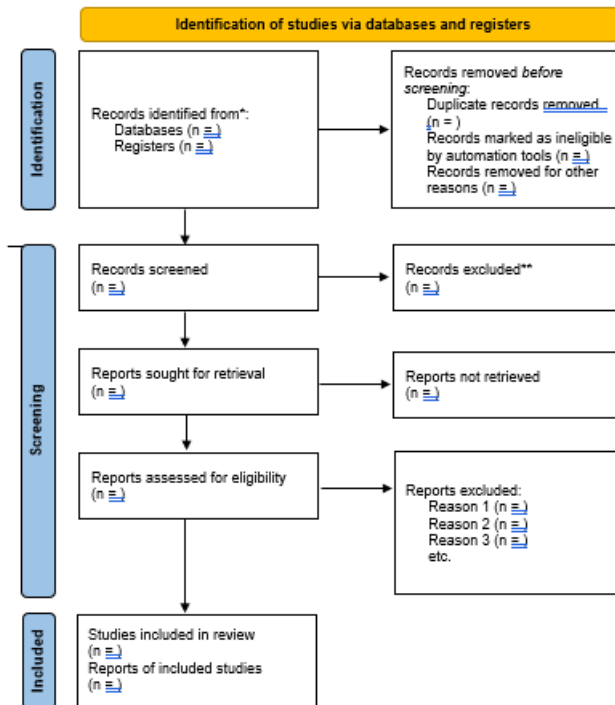 Identification of studies via databases and registers
Identification
Records identified from*:
Databases (n = )
Registers (n = )
Records removed before
screening:
Duplicate records removed
(n = )
Records marked as ineligible
by automation tools (n = )
Records removed for other
reasons (n = )
Screening
Records screened
(n = )
Records excluded**
(n = )
Reports sought for retrieval
(n = )
Reports not retrieved
(n = )
Reports assessed for eligibility
(n = )
Reports excluded:
Reason 1 (n = )
Reason 2 (n = )
Reason 3 (n = )
etc.
Included
Studies included in review
(n = )
Reports of included studies
(n = )